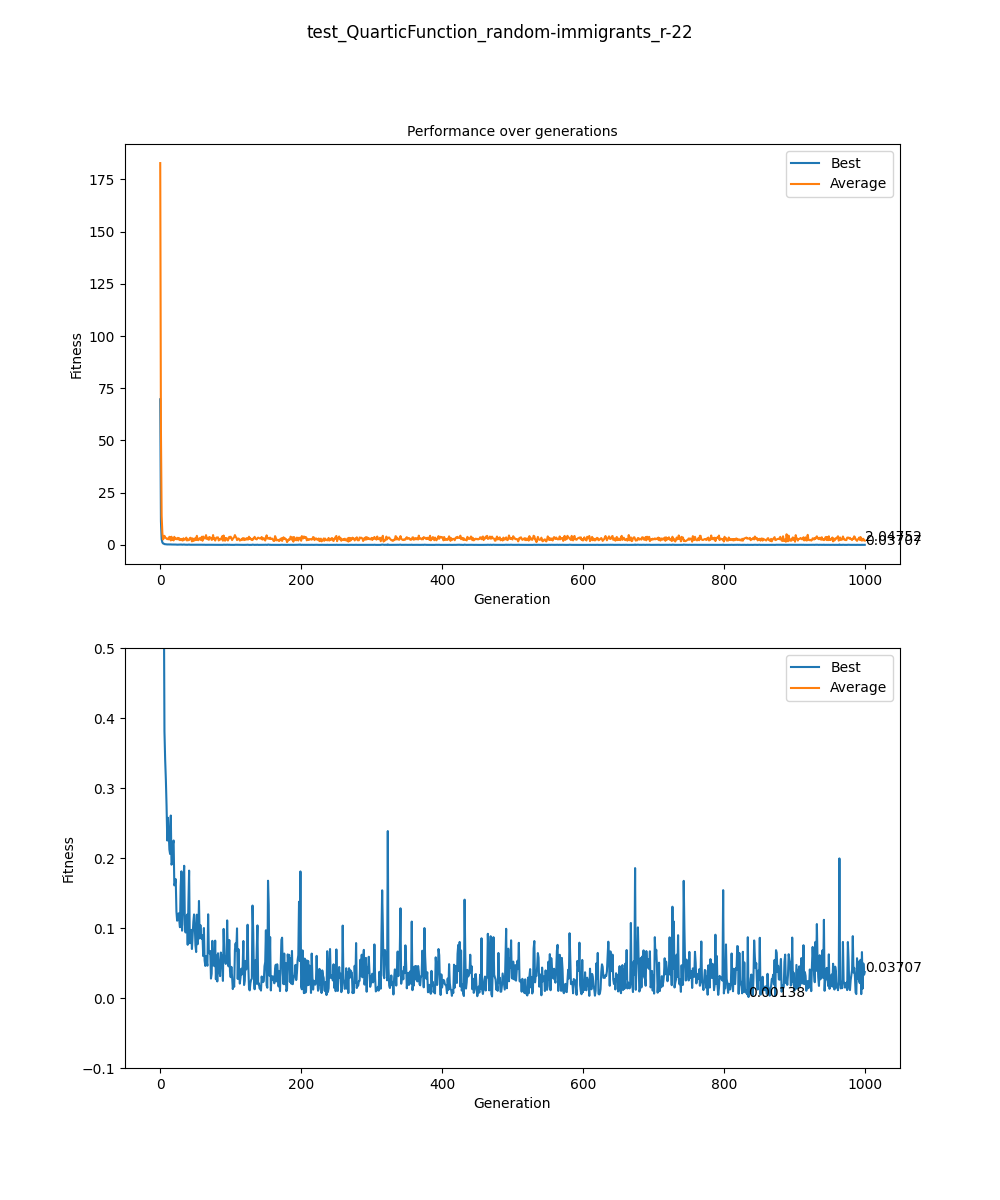 test_QuarticFunction_random-immigrants_r-22
Performance over generations
Best
Average
175
150
125
100
75
50
25
0
Fitness
2.04752
0.03707
0 200 400 600 800 1000
Generation
Best
Average
0.5
0.4
0.3
0.2
0.1
0.0
−0.1
Fitness
0.03707
0.00138
0 200 400 600 800 1000
Generation